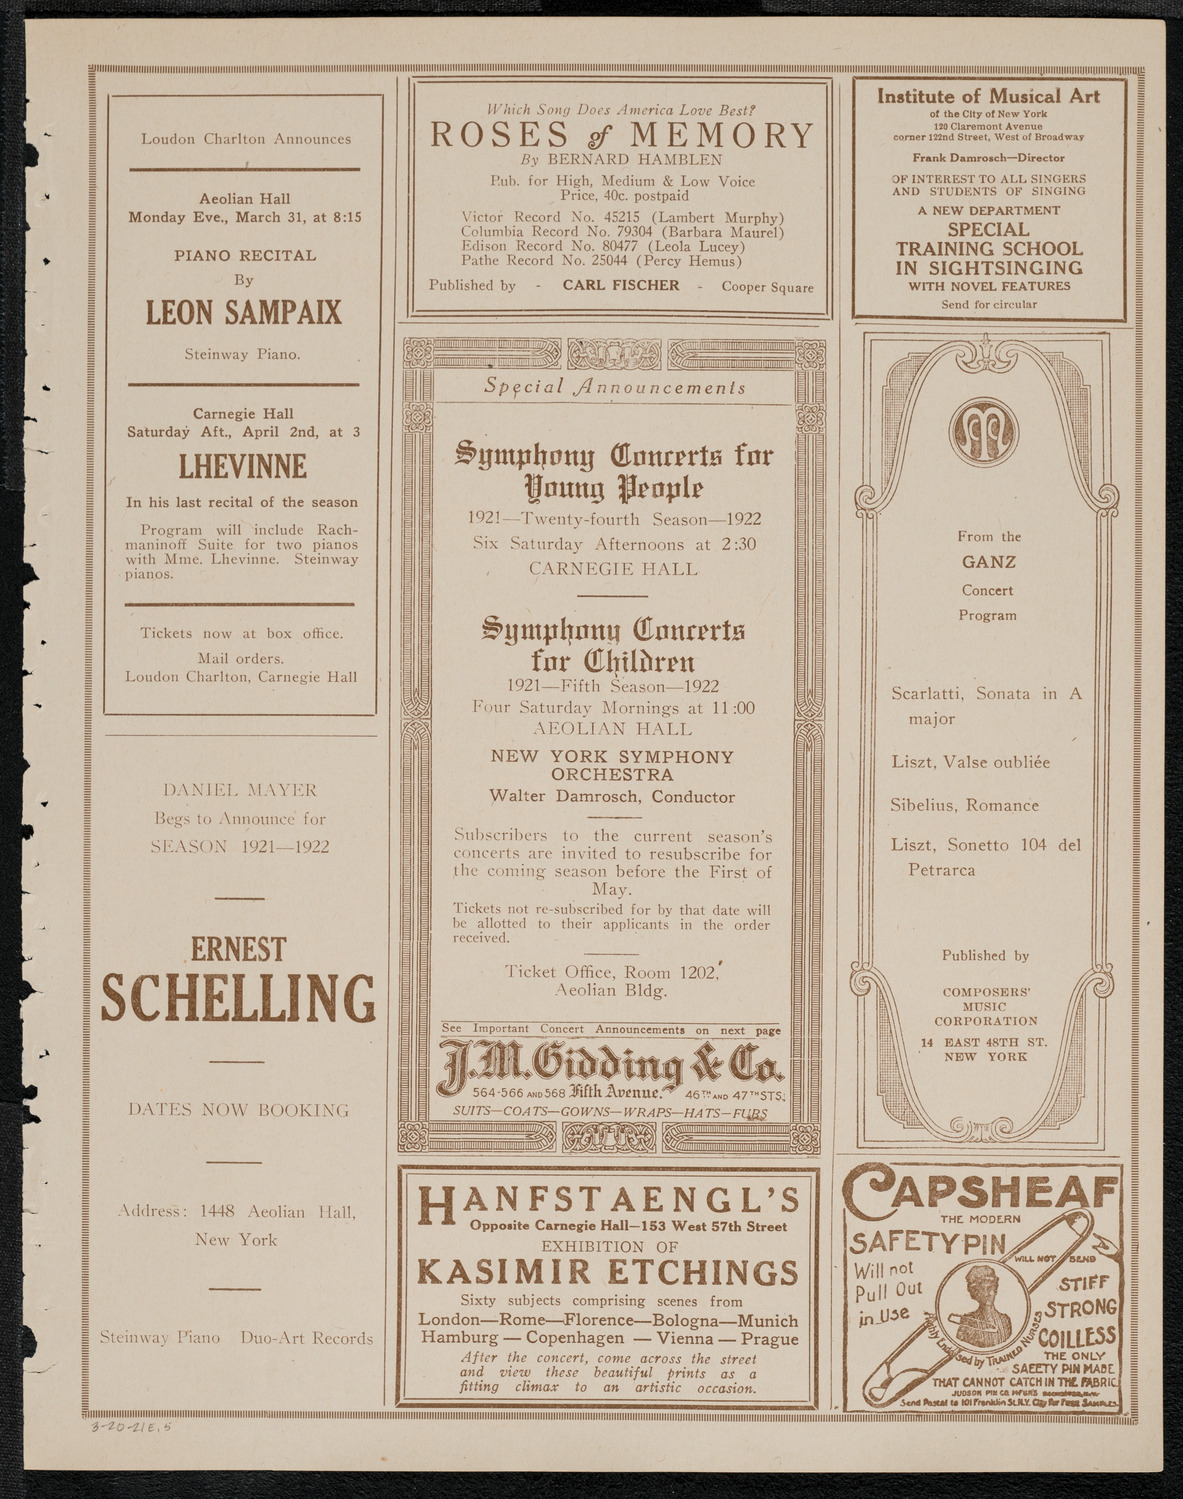 Loudon Charlton Announces
Aeolian Hall
Monday Eve., March 31, at 8:15
PIANO RECITAL
By
LEON SAMPAIX
Steinway Piano.
Carnegie Hall
Saturday Aft., April 2nd, at 3
LHEVINNE
In his last recital of the season
Program will include Rach-
maninoff Suite for two pianos
with Mme. Lhevinne. Steinway
pianos.
Tickets now at box office.
Mail orders.
Loudon Charlton, Carnegie Hall
DANIEL MAYER
Begs to Announce for
SEASON 1921—1922
ERNEST
SCHELLING
DATES NOW BOOKING
Address: 1448 Aeolian Hall,
New York
Steinway Piano Duo-Art Records
3-20-21E.5
Which Song Does America Love Best?
ROSES of MEMORY
By BERNARD HAMBLEN
Pub. for High, Medium & Low Voice
Price, 40c. postpaid
Victor Record No. 45215 (Lambert Murphy)
Columbia Record No. 79304 (Barbara Maurel)
Edison Record No. 80477 (Leola Lucey)
Pathe Record No. 25044 (Percy Hemus)
Published by - CARL FISCHER - Cooper Square
Special Announcements
Symphony Concerts for
Young People
1921—Twenty-fourth Season—1922
Six Saturday Afternoons at 2:30
CARNEGIE HALL
Symphony Concerts
for Children
1921—Fifth Season—1922
Four Saturday Mornings at 11:00
AEOLIAN HALL
NEW YORK SYMPHONY
ORCHESTRA
Walter Damrosch, Conductor
Subscribers to the current season's
concerts are invited to resubscribe for
the coming season before the First of
May.
Tickets not re-subscribed for by that date will
be allotted to their applicants in the order
received.
Ticket Office, Room 1202,
Aeolian Bldg.
See Important Concert Announcements on next page
J.M. Gidding & Co.
564-566 AND 568 Fifth Avenue. 46TH AND 47TH STS.
SUITS—COATS—GOWNS—WRAPS—HATS—FURS
HANFSTAENGL'S
Opposite Carnegie Hall—153 West 57th Street
EXHIBITION OF
KASIMIR ETCHINGS
Sixty subjects comprising scenes from
London—Rome—Florence—Bologna—Munich
Hamburg — Copenhagen — Vienna — Prague
After the concert, come across the street
and view these beautiful prints as a
fitting climax to an artistic occasion.
Institute of Musical Art
of the City of New York
120 Claremont Avenue
corner 122nd Street, West of Broadway
Frank Damrosch—Director
OF INTEREST TO ALL SINGERS
AND STUDENTS OF SINGING
A NEW DEPARTMENT
SPECIAL
TRAINING SCHOOL
IN SIGHTSINGING
WITH NOVEL FEATURES
Send for circular
From the
GANZ
Concert
Program
Scarlatti, Sonata in A
major
Liszt, Valse oubliée
Sibelius, Romance
Liszt, Sonetto 104 del
Petrarca
Published by
COMPOSERS'
MUSIC
CORPORATION
14 EAST 48TH ST.
NEW YORK
CAPSHEAF
THE MODERN
SAFETY PIN
WILL NOT BEND
Will not
Pull Out
in Use
STIFF
STRONG
COILLESS
Highly Endorsed by TRAINED NURSES
THE ONLY
SAFETY PIN MADE
THAT CANNOT CATCH IN THE FABRIC
JUDSON PIN CO. MFGRS
Send Postal to 101 Franklin St. N.Y. City for FREE SAMPLES